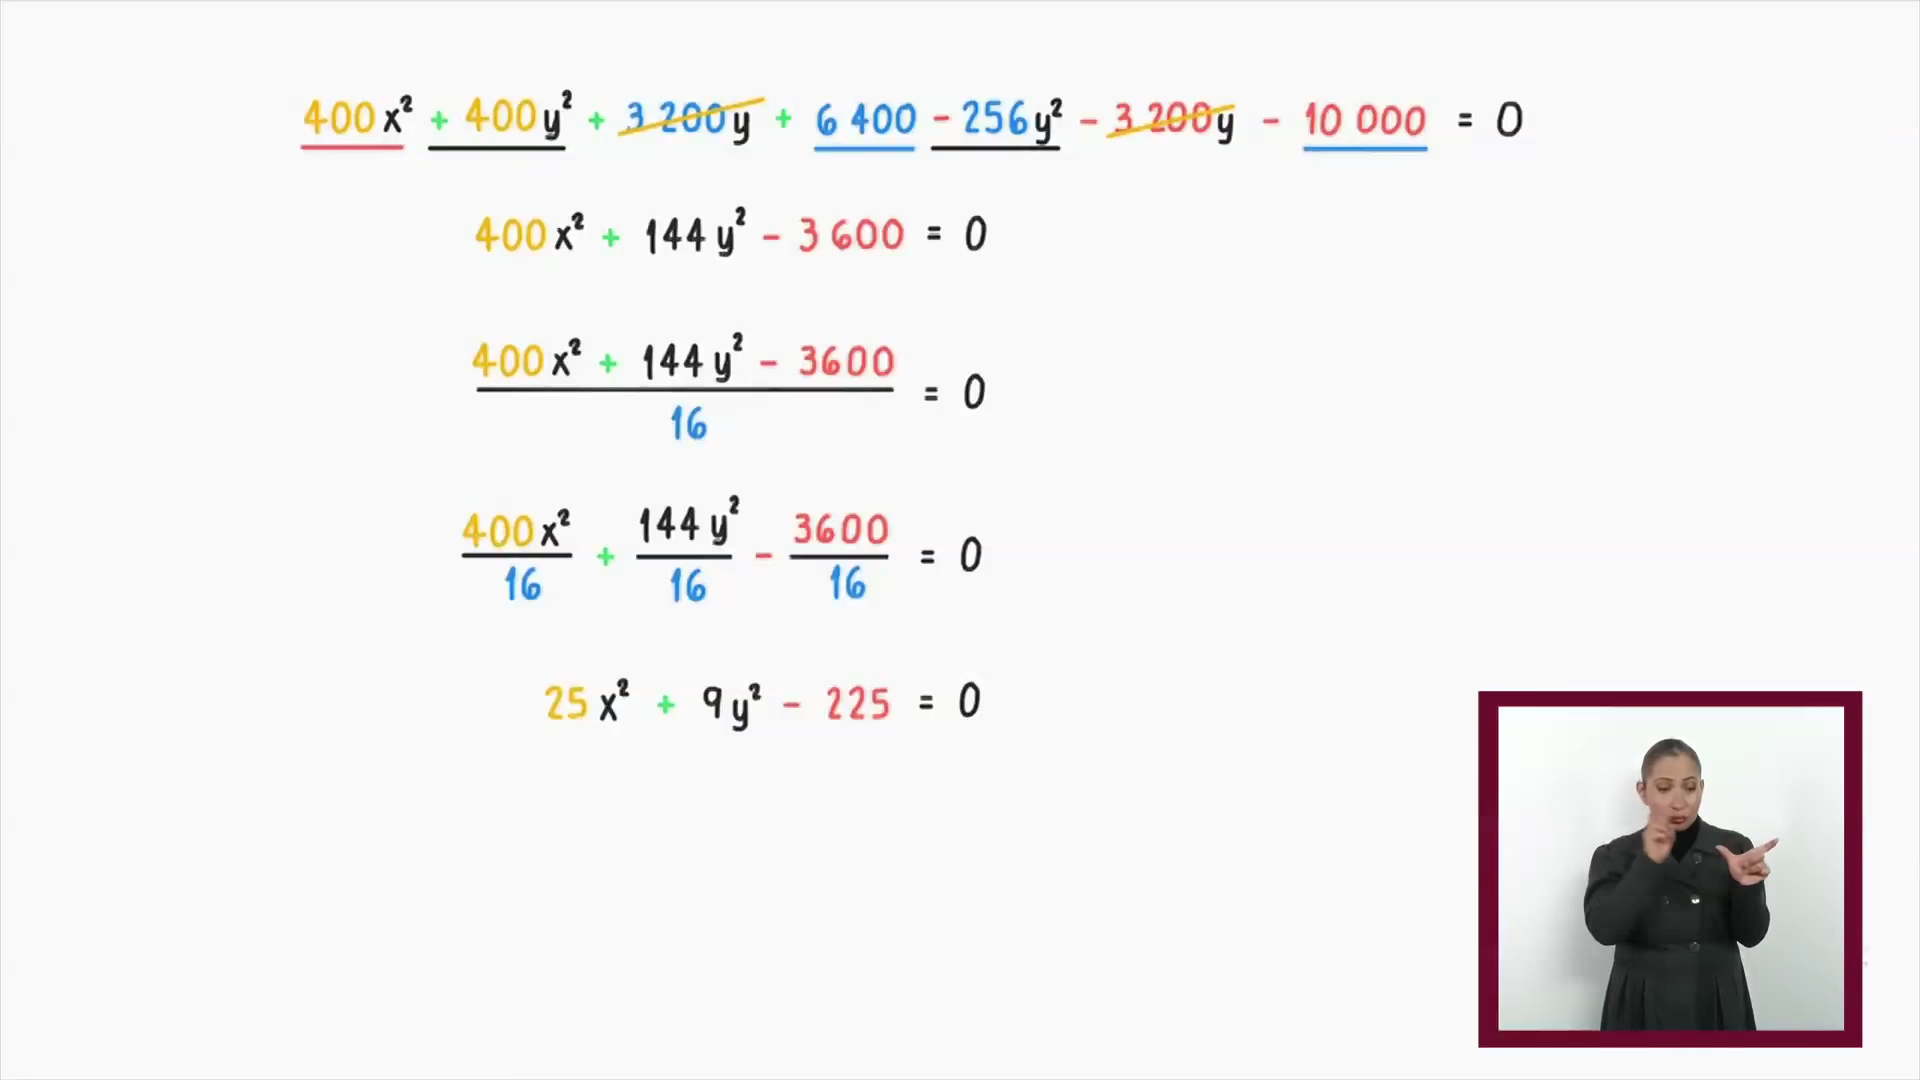 400x² + 400y² + 3 200y + 6 400 - 256y² - 3 200y - 10 000 = 0
400x² + 144y² - 3 600 = 0
400x² + 144y² - 3600 = 0
16
400x² + 144y² - 3600 = 0
16 16 16
25x² + 9y² - 225 = 0